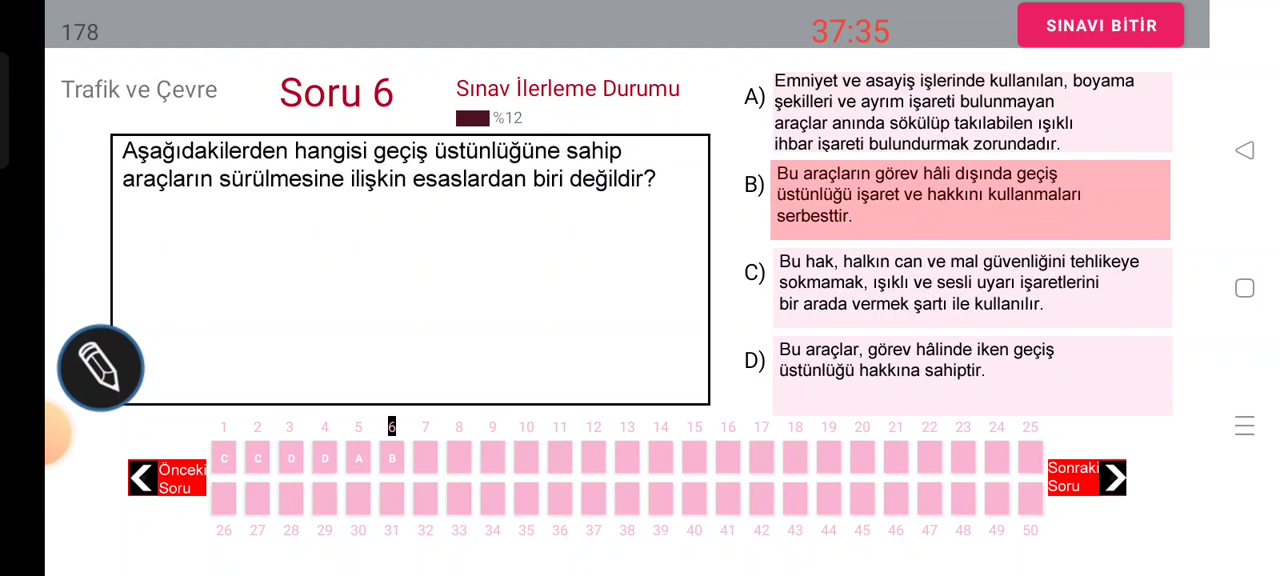 178
37:35
SINAVI BİTİR
Trafik ve Çevre
Soru 6
Sınav İlerleme Durumu
%12
Aşağıdakilerden hangisi geçiş üstünlüğüne sahip
araçların sürülmesine ilişkin esaslardan biri değildir?
A)
Emniyet ve asayiş işlerinde kullanılan, boyama
şekilleri ve ayrım işareti bulunmayan
araçlar anında sökülüp takılabilen ışıklı
ihbar işareti bulundurmak zorundadır.
B)
Bu araçların görev hâli dışında geçiş
üstünlüğü işaret ve hakkını kullanmaları
serbesttir.
C)
Bu hak, halkın can ve mal güvenliğini tehlikeye
sokmamak, ışıklı ve sesli uyarı işaretlerini
bir arada vermek şartı ile kullanılır.
D)
Bu araçlar, görev hâlinde iken geçiş
üstünlüğü hakkına sahiptir.
1 2 3 4 5 6 7 8 9 10 11 12 13 14 15 16 17 18 19 20 21 22 23 24 25
C C D D A B
Önceki
Soru
Sonraki
Soru
26 27 28 29 30 31 32 33 34 35 36 37 38 39 40 41 42 43 44 45 46 47 48 49 50